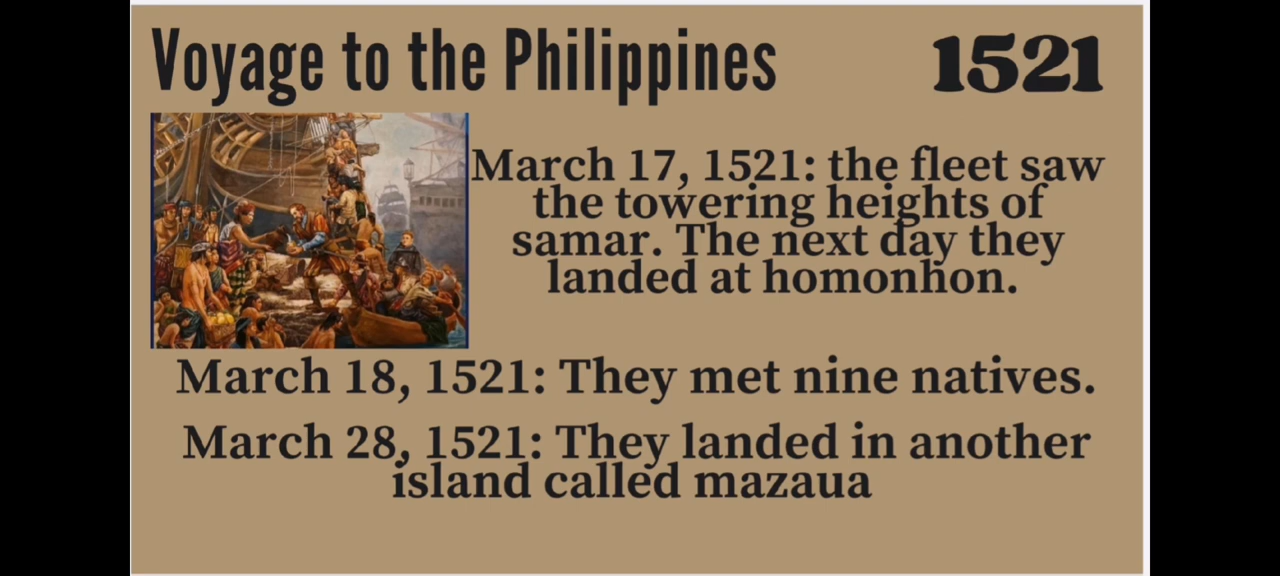 Voyage to the Philippines
1521
March 17, 1521: the fleet saw
the towering heights of
samar. The next day they
landed at homonhon.
March 18, 1521: They met nine natives.
March 28, 1521: They landed in another
island called mazaua